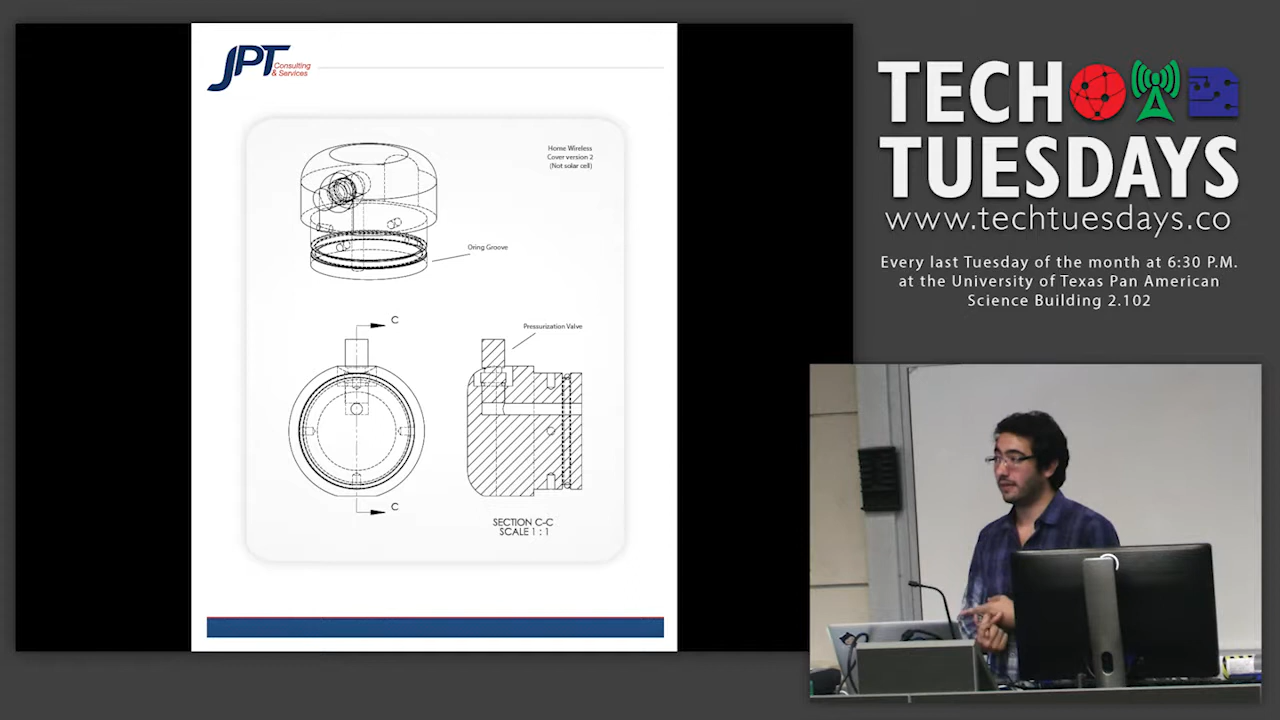 JPT Consulting
& Services
Home Wireless
Cover version 2
(Not solar cell)
Oring Groove
C
Pressurization Valve
C
SECTION C-C
SCALE 1 : 1
TECH
TUESDAYS
www.techtuesdays.co
Every last Tuesday of the month at 6:30 P.M.
at the University of Texas Pan American
Science Building 2.102